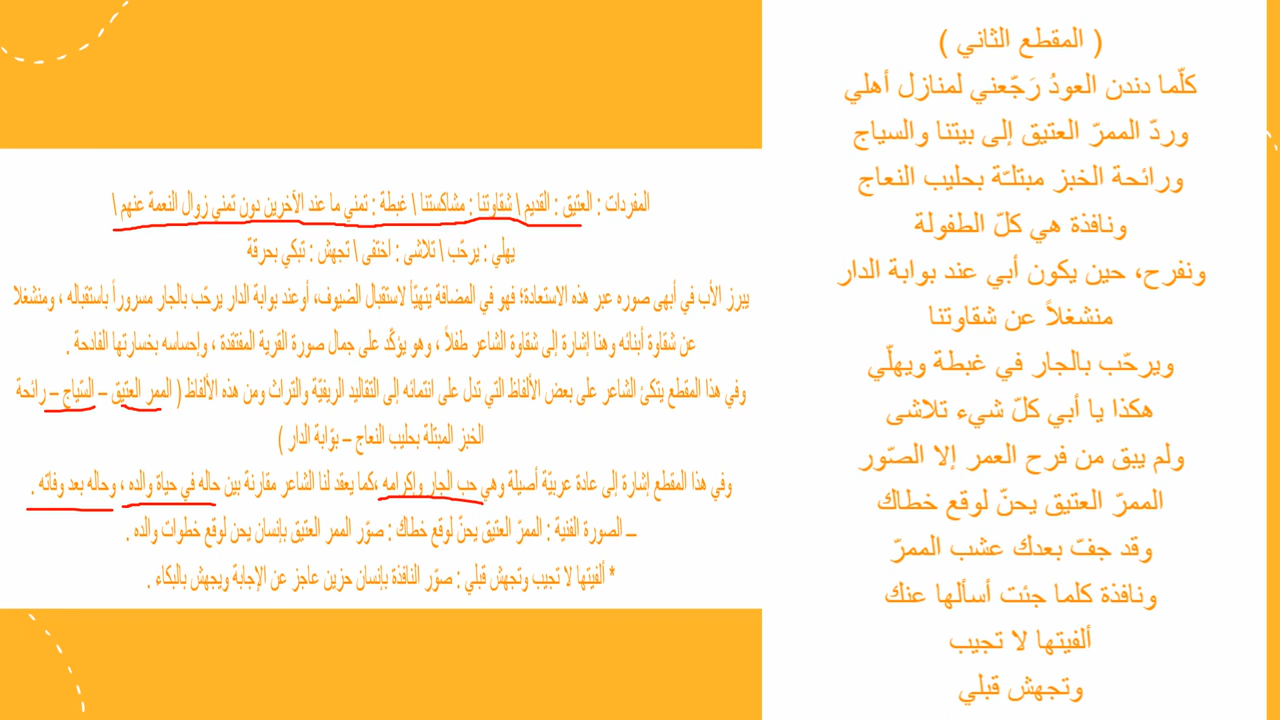 ( المقطع الثاني )
كلّما دندن العودُ رَجّعني لمنازل أهلي
وردّ الممرّ العتيق إلى بيتنا والسياج
ورائحة الخبز مبتلّة بحليب النعاج
ونافذة هي كلّ الطفولة
ونفرح، حين يكون أبي عند بوابة الدار
منشغلاً عن شقاوتنا
ويرحّب بالجار في غبطة ويهلّي
هكذا يا أبي كلّ شيء تلاشى
ولم يبق من فرح العمر إلا الصّور
الممرّ العتيق يحنّ لوقع خطاك
وقد جفّ بعدك عشب الممرّ
ونافذة كلما جئت أسألها عنك
ألفيتها لا تجيب
وتجهش قبلي
المفردات : العتيق : القديم \ شقاوتنا : مشاكستنا \ غبطة : تمني ما عند الآخرين دون تمني زوال النعمة عنهم \
يهلي : يرحّب \ تلاشى : اختفى \ تجهش : تبكي بحرقة
يبرز الأب في أبهى صوره عبر هذه الاستعادة؛ فهو في المضافة يتهيّأ لاستقبال الضيوف، أوعند بوابة الدار يرحّب بالجار مسروراً باستقباله ، ومنشغلا
عن شقاوة أبنائه وهنا إشارة إلى شقاوة الشاعر طفلاً ، وهو يؤكّد على جمال صورة القرية المفتقدة ، وإحساسه بخسارتها الفادحة .
وفي هذا المقطع يتكئ الشاعر على بعض الألفاظ التي تدل على انتمائه إلى التقاليد الريفيّة والتراث ومن هذه الألفاظ ( الممر العتيق – السّياج – رائحة
الخبز المبتلة بحليب النعاج – بوّابة الدار )
وفي هذا المقطع إشارة إلى عادة عربيّة أصيلة وهي حب الجار وإكرامه ،كما يعقد لنا الشاعر مقارنة بين حاله في حياة والده ، وحاله بعد وفاته .
– الصورة الفنية : الممرّ العتيق يحنّ لوقع خطاك : صوّر الممر العتيق بإنسان يحن لوقع خطوات والده .
* ألفيتها لا تجيب وتجهش قبلي : صوّر النافذة بإنسان حزين عاجز عن الإجابة ويجهش بالبكاء .